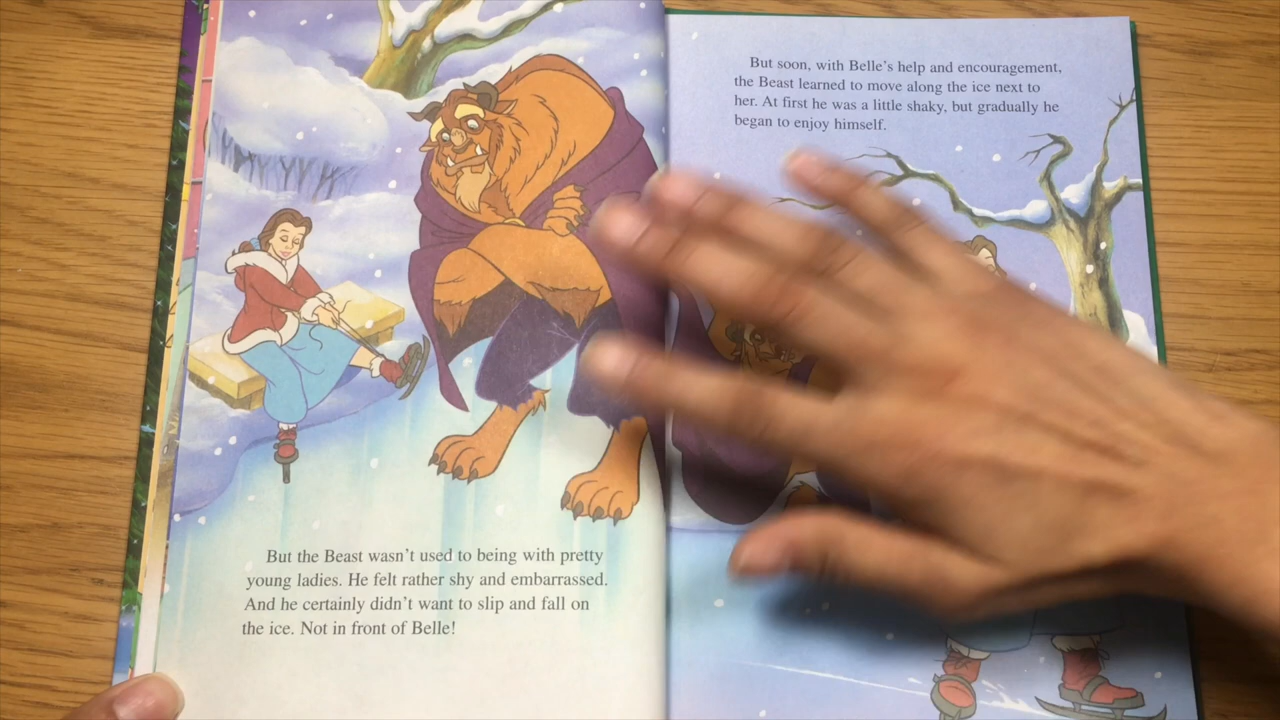 But the Beast wasn't used to being with pretty
young ladies. He felt rather shy and embarrassed.
And he certainly didn't want to slip and fall on
the ice. Not in front of Belle!
But soon, with Belle's help and encouragement,
the Beast learned to move along the ice next to
her. At first he was a little shaky, but gradually he
began to enjoy himself.